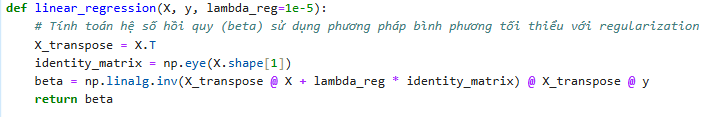 def linear_regression(X, y, lambda_reg=1e-5):
    # Tính toán hệ số hồi quy (beta) sử dụng phương pháp bình phương tối thiểu với regularization
    X_transpose = X.T
    identity_matrix = np.eye(X.shape[1])
    beta = np.linalg.inv(X_transpose @ X + lambda_reg * identity_matrix) @ X_transpose @ y
    return beta